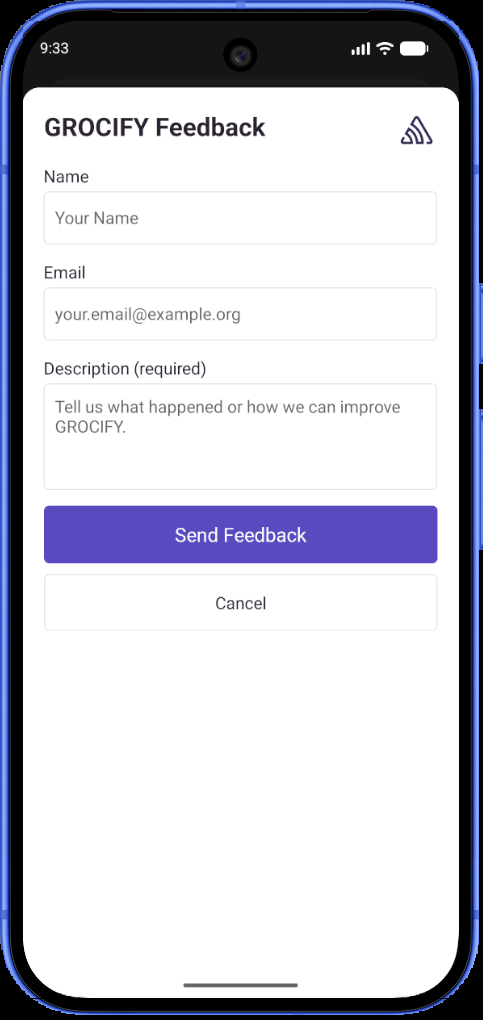 9:33
GROCIFY Feedback
Name
Your Name
Email
your.email@example.org
Description (required)
Tell us what happened or how we can improve
GROCIFY.
Send Feedback
Cancel